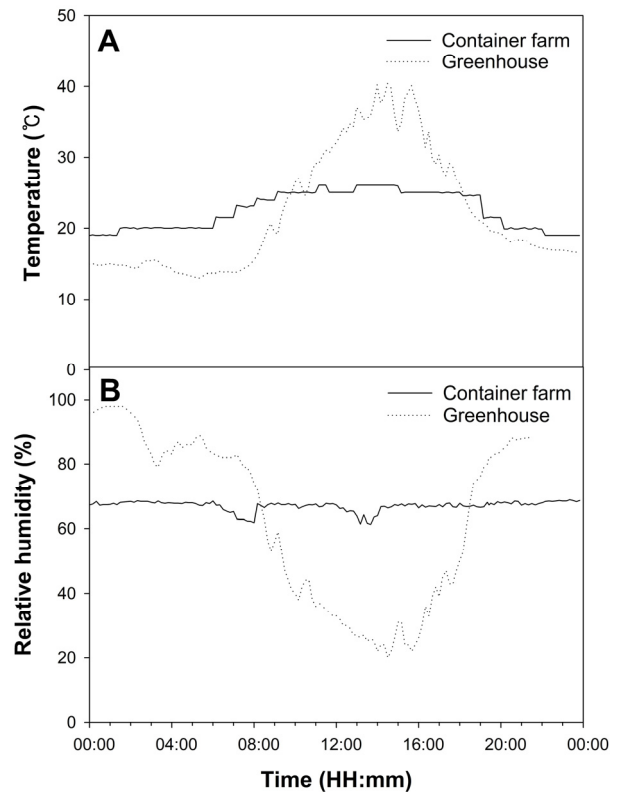 50
A
Container farm
Greenhouse
40
30
20
10
0
Temperature (℃)
B
Container farm
Greenhouse
100
80
60
40
20
0
Relative humidity (%)
00:00 04:00 08:00 12:00 16:00 20:00 00:00
Time (HH:mm)